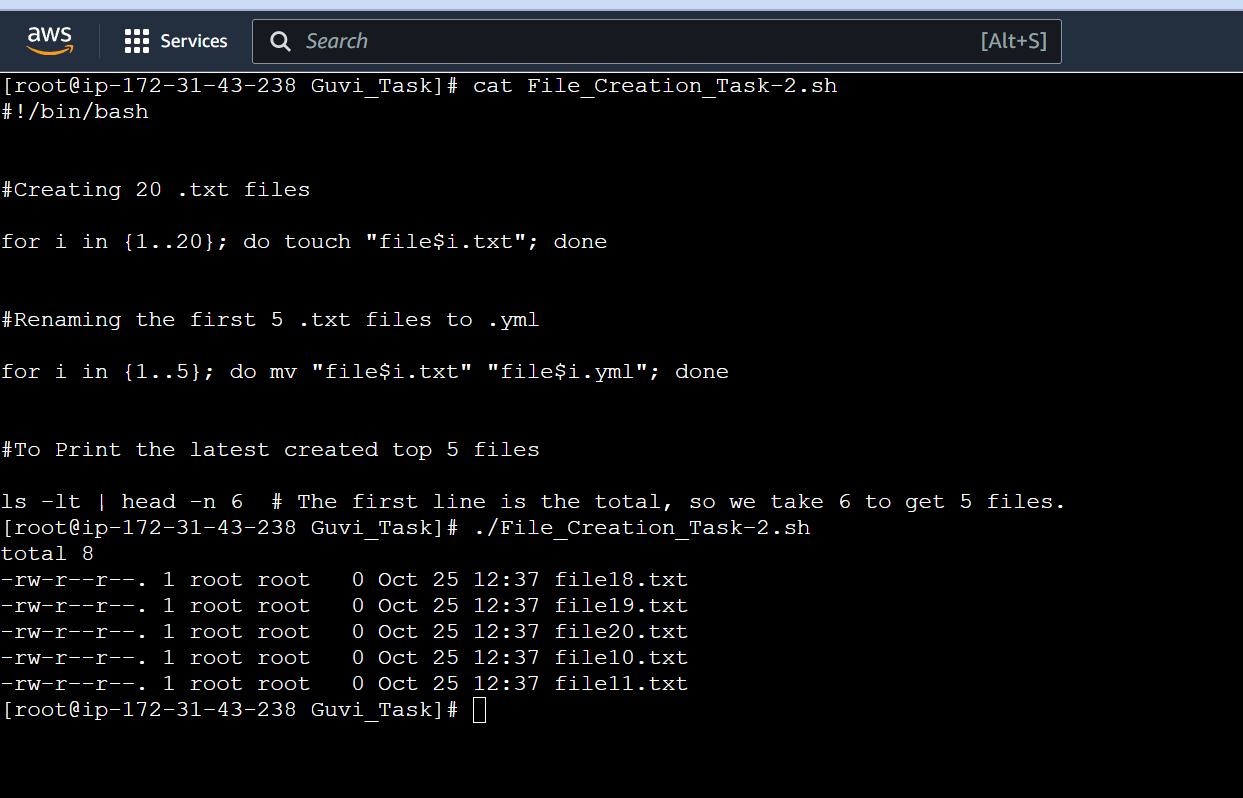 aws Services Search [Alt+S]
[root@ip-172-31-43-238 Guvi_Task]# cat File_Creation_Task-2.sh
#!/bin/bash
#Creating 20 .txt files
for i in {1..20}; do touch "file$i.txt"; done
#Renaming the first 5 .txt files to .yml
for i in {1..5}; do mv "file$i.txt" "file$i.yml"; done
#To Print the latest created top 5 files
ls -lt | head -n 6  # The first line is the total, so we take 6 to get 5 files.
[root@ip-172-31-43-238 Guvi_Task]# ./File_Creation_Task-2.sh
total 8
-rw-r--r--. 1 root root   0 Oct 25 12:37 file18.txt
-rw-r--r--. 1 root root   0 Oct 25 12:37 file19.txt
-rw-r--r--. 1 root root   0 Oct 25 12:37 file20.txt
-rw-r--r--. 1 root root   0 Oct 25 12:37 file10.txt
-rw-r--r--. 1 root root   0 Oct 25 12:37 file11.txt
[root@ip-172-31-43-238 Guvi_Task]#